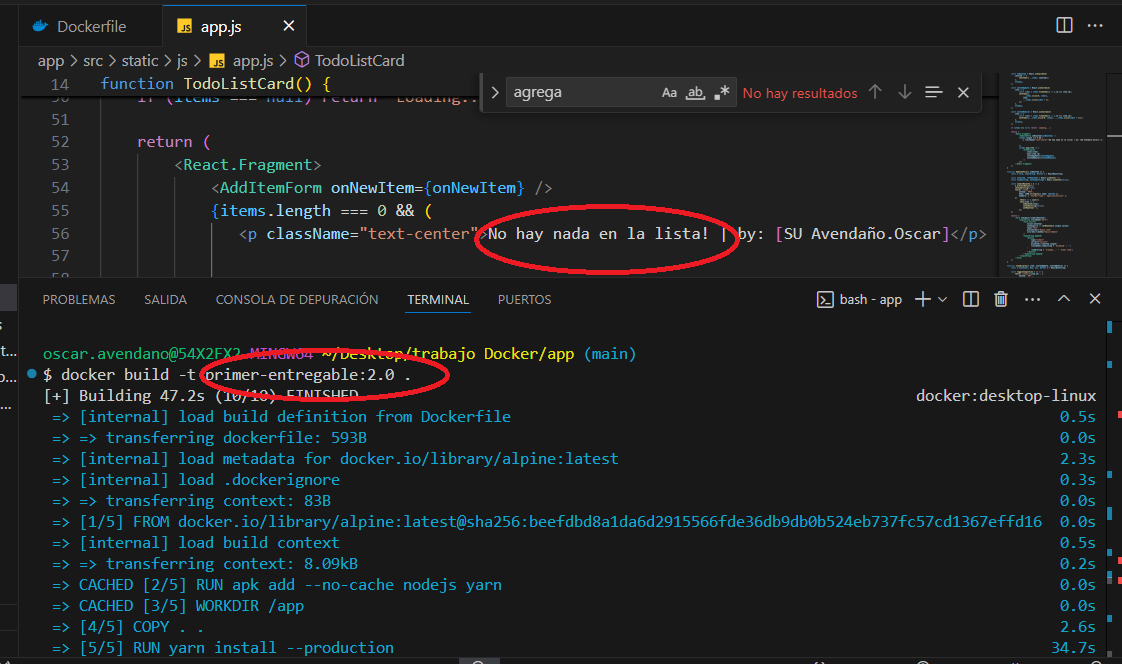 Dockerfile
JS app.js
app > src > static > js > JS app.js > TodoListCard
14 function TodoListCard() {
agrega
Aa ab
No hay resultados
51
52 return (
53 <React.Fragment>
54 <AddItemForm onNewItem={onNewItem} />
55 {items.length === 0 && (
56 <p className="text-center">No hay nada en la lista! | by: [SU Avendaño.Oscar]</p>
57
PROBLEMAS SALIDA CONSOLA DE DEPURACIÓN TERMINAL PUERTOS
bash - app
oscar.avendano@54X2FX2 MINGW64 ~/Desktop/trabajo Docker/app (main)
$ docker build -t primer-entregable:2.0 .
[+] Building 47.2s (10/10) FINISHED docker:desktop-linux
=> [internal] load build definition from Dockerfile 0.5s
=> => transferring dockerfile: 593B 0.0s
=> [internal] load metadata for docker.io/library/alpine:latest 2.3s
=> [internal] load .dockerignore 0.3s
=> => transferring context: 83B 0.0s
=> [1/5] FROM docker.io/library/alpine:latest@sha256:beefdbd8a1da6d2915566fde36db9db0b524eb737fc57cd1367effd16 0.0s
=> [internal] load build context 0.5s
=> => transferring context: 8.09kB 0.2s
=> CACHED [2/5] RUN apk add --no-cache nodejs yarn 0.0s
=> CACHED [3/5] WORKDIR /app 0.0s
=> [4/5] COPY . . 2.6s
=> [5/5] RUN yarn install --production 34.7s